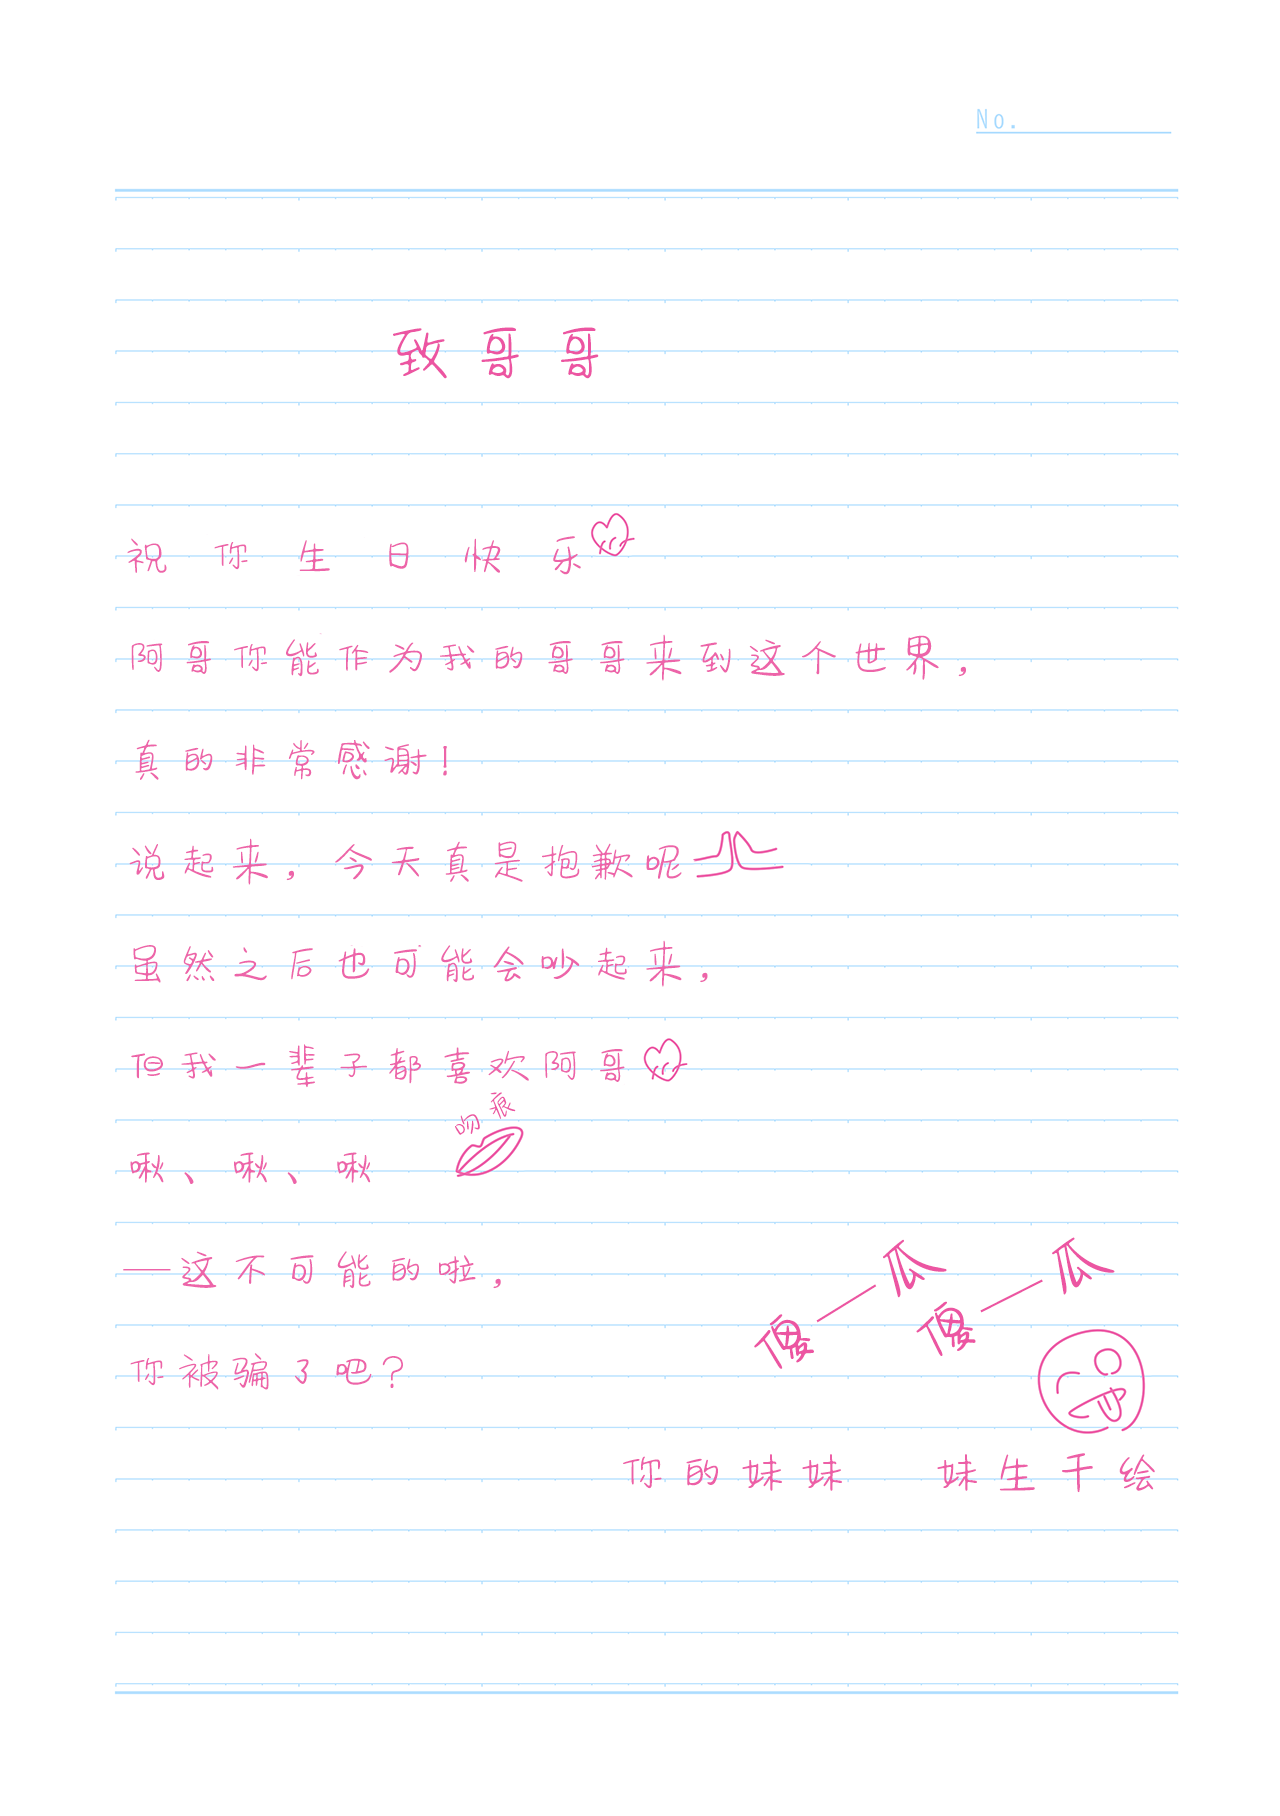 No.
致哥哥
祝你生日快乐
阿哥你能作为我的哥哥来到这个世界，
真的非常感谢！
说起来，今天真是抱歉呢
虽然之后也可能会吵起来，
但我一辈子都喜欢阿哥
吻痕
啾、啾、啾
——这不可能的啦，
傻—瓜 傻—瓜
你被骗了吧？
你的妹妹 妹生千绘